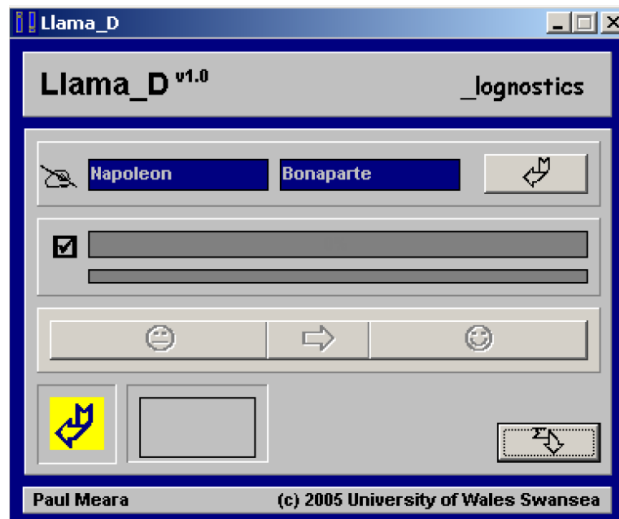 Llama_D
Llama_D v1.0
_lognostics
Napoleon Bonaparte
Paul Meara (c) 2005 University of Wales Swansea